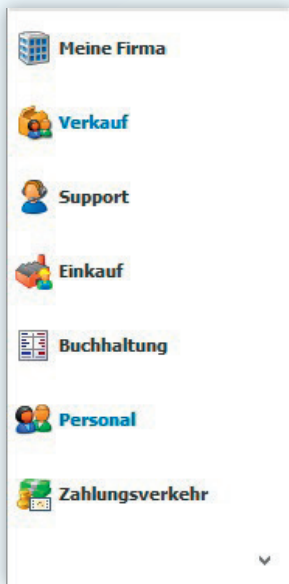 Meine Firma
Verkauf
Support
Einkauf
Buchhaltung
Personal
Zahlungsverkehr